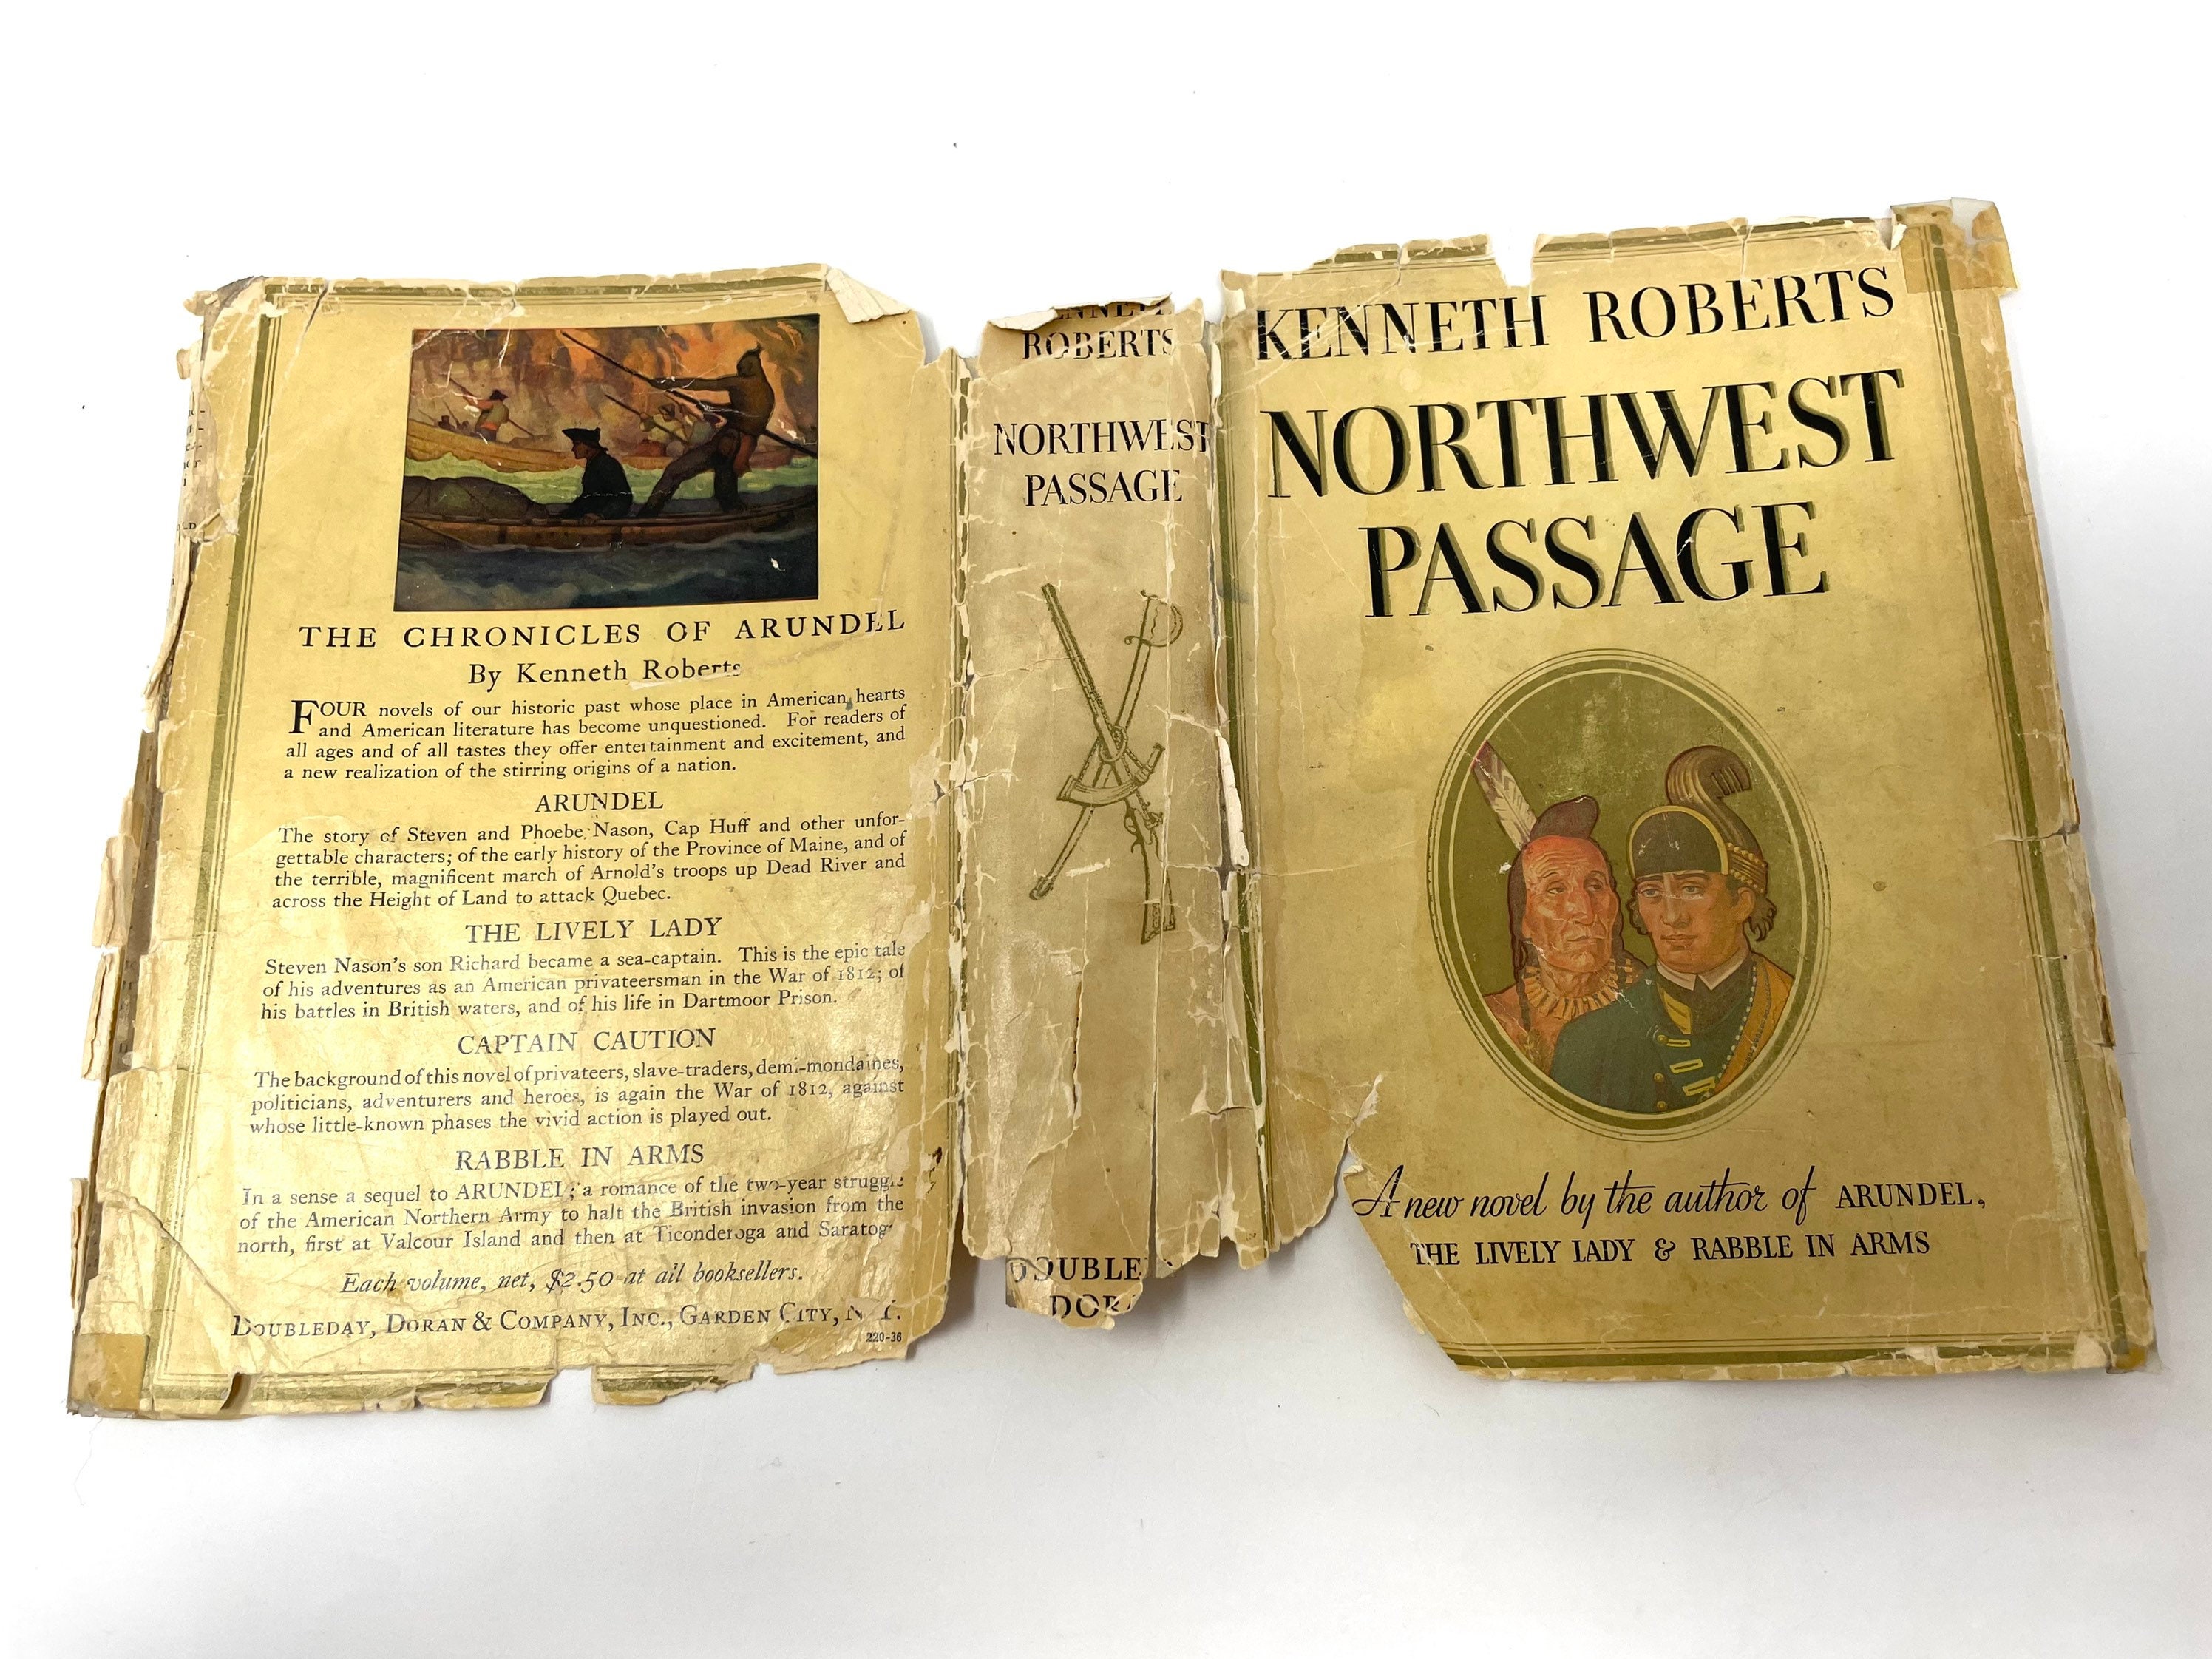 THE CHRONICLES OF ARUNDEL
By Kenneth Roberts
FOUR novels of our historic past whose place in American hearts
and American literature has become unquestioned. For readers of
all ages and of all tastes they offer entertainment and excitement, and
a new realization of the stirring origins of a nation.
ARUNDEL
The story of Steven and Phoebe Nason, Cap Huff and other unfor-
gettable characters; of the early history of the Province of Maine, and of
the terrible, magnificent march of Arnold's troops up Dead River and
across the Height of Land to attack Quebec.
THE LIVELY LADY
Steven Nason's son Richard became a sea-captain. This is the epic tale
of his adventures as an American privateersman in the War of 1812; of
his battles in British waters, and of his life in Dartmoor Prison.
CAPTAIN CAUTION
The background of this novel of privateers, slave-traders, demi-mondaines,
politicians, adventurers and heroes, is again the War of 1812, against
whose little-known phases the vivid action is played out.
RABBLE IN ARMS
In a sense a sequel to ARUNDEL; a romance of the two-year struggle
of the American Northern Army to halt the British invasion from the
north, first at Valcour Island and then at Ticonderoga and Saratog
Each volume, net, $2.50 at all booksellers.
DOUBLEDAY, DORAN & COMPANY, INC., GARDEN CITY, N. Y.
220-36
KENNETH
ROBERTS
NORTHWEST
PASSAGE
DOUBLE
DOR
KENNETH ROBERTS
NORTHWEST
PASSAGE
A new novel by the author of ARUNDEL,
THE LIVELY LADY & RABBLE IN ARMS